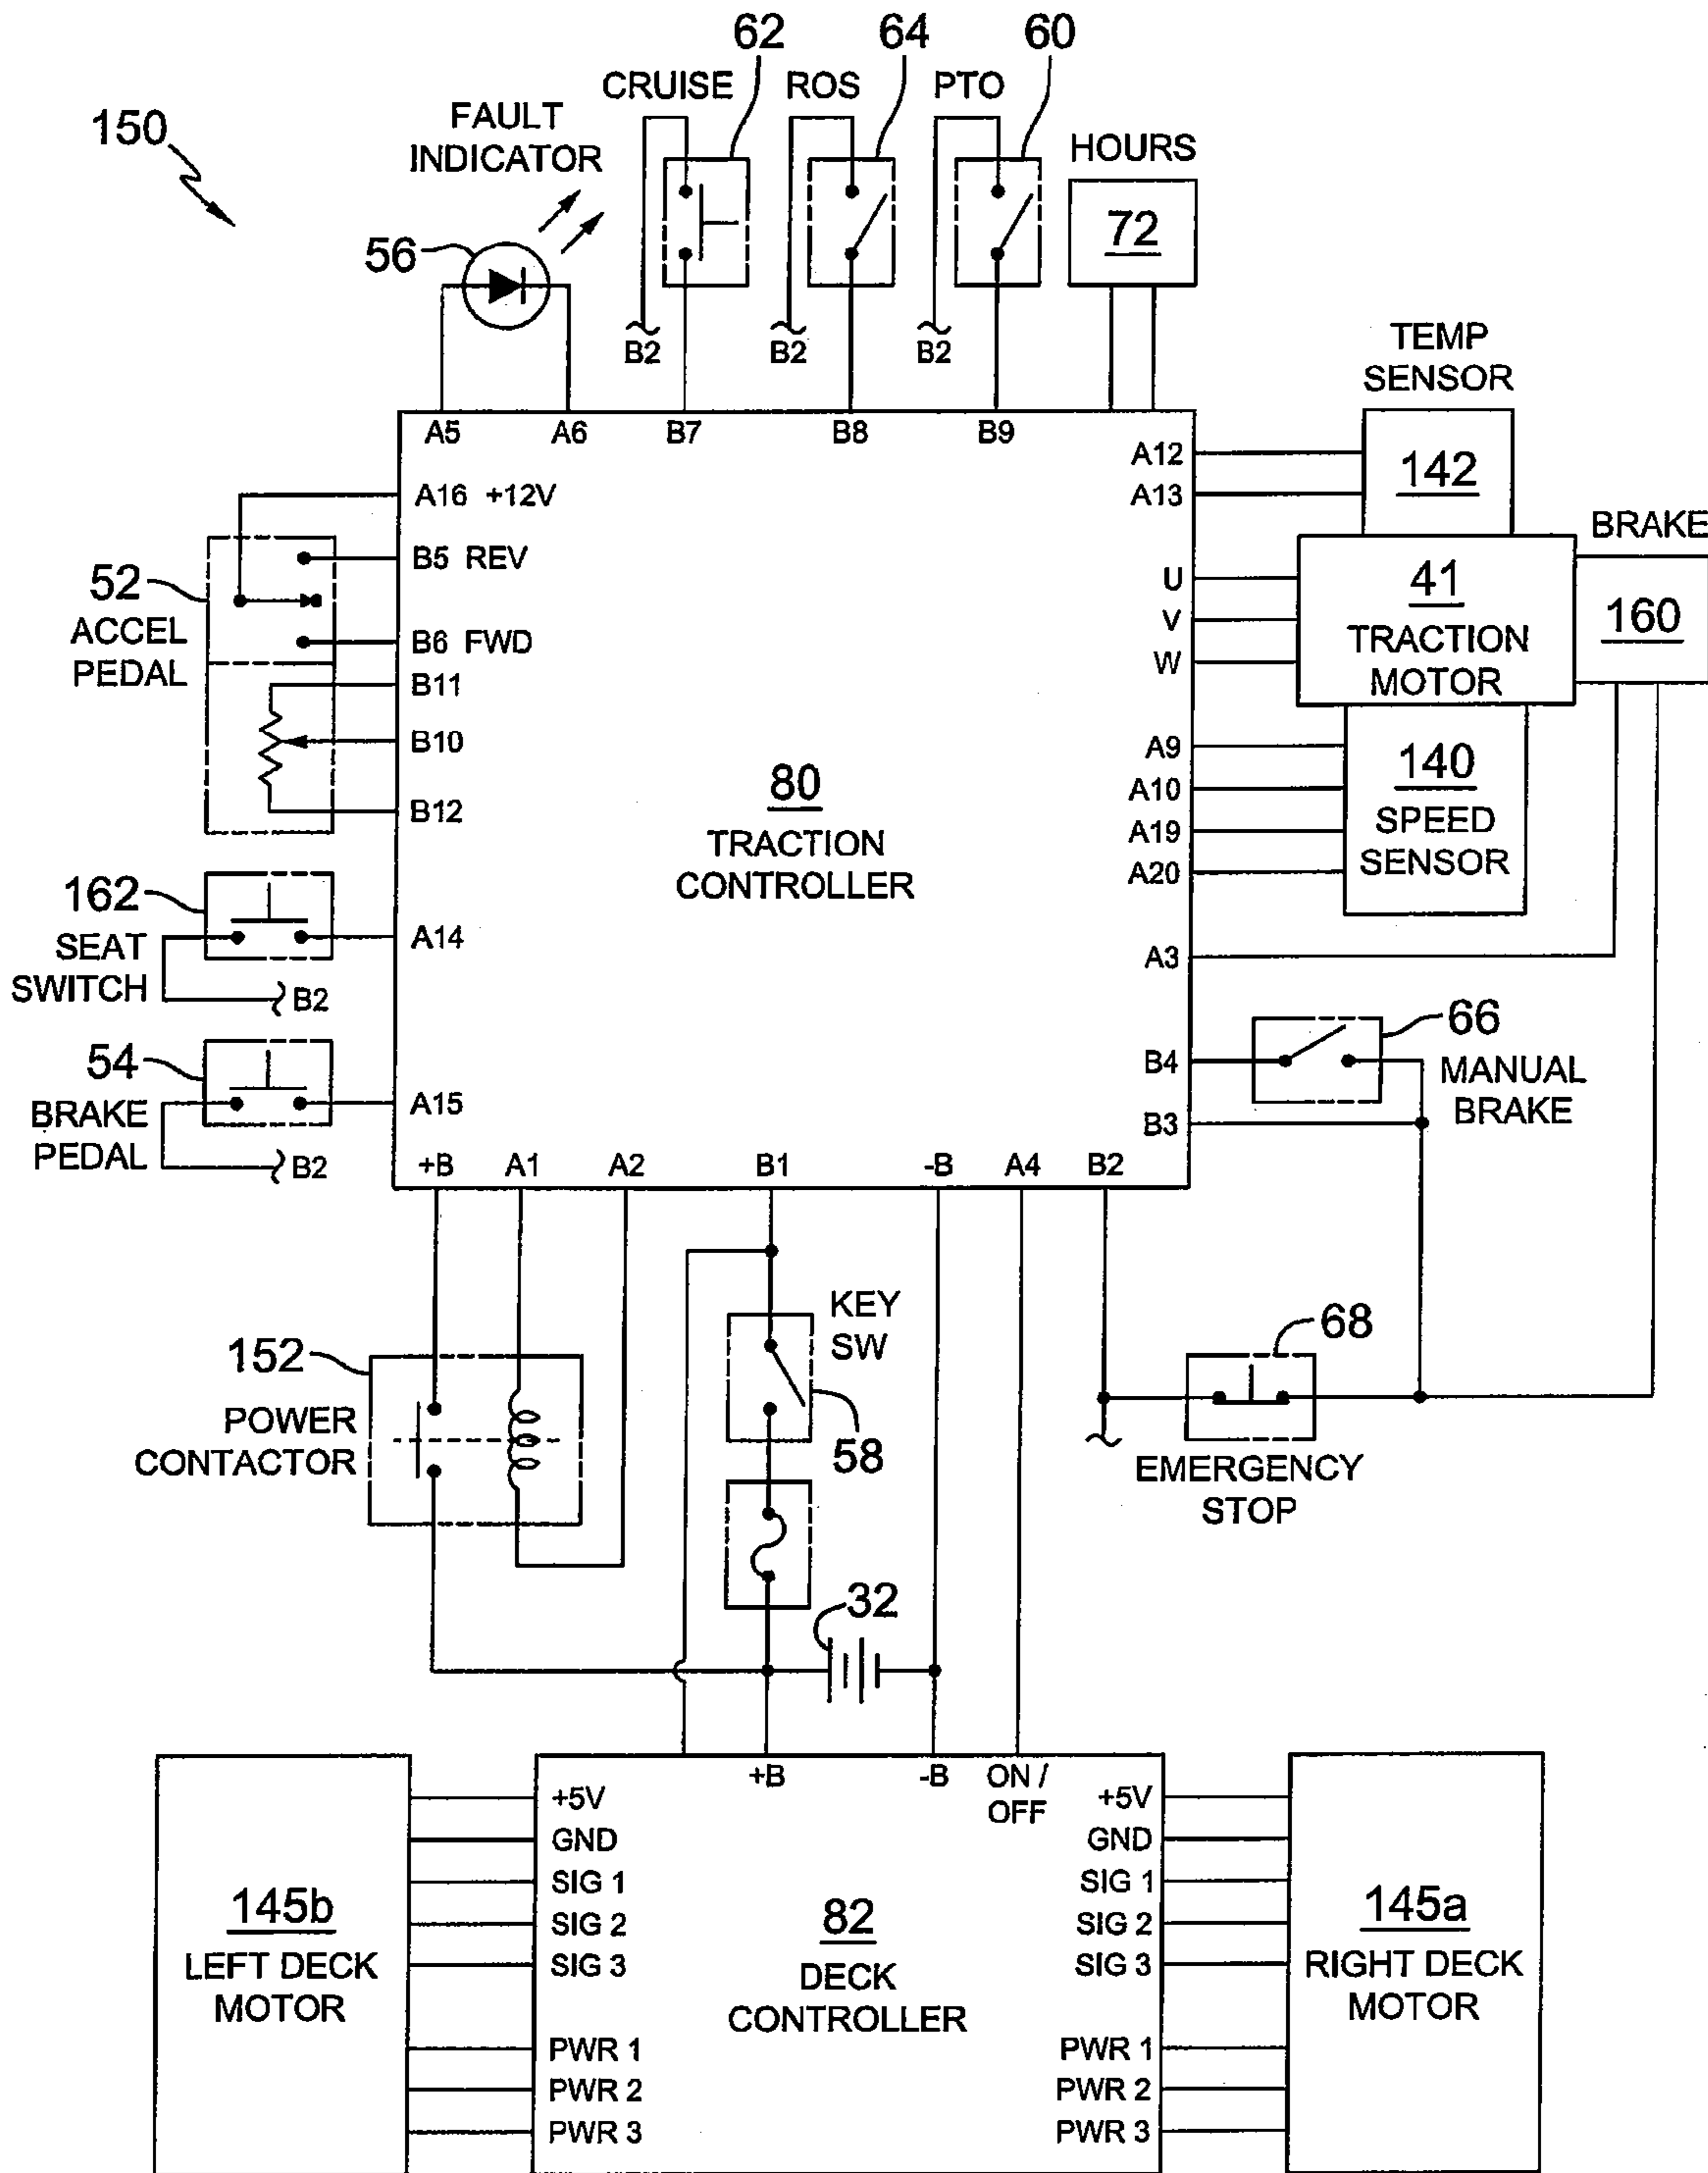 62
64
60
CRUISE
ROS
PTO
150
FAULT
INDICATOR
HOURS
72
56
B2
B2
B2
TEMP
SENSOR
A5
A6
B7
B8
B9
A12
A13
142
BRAKE
A16 +12V
B5 REV
B6 FWD
B11
B10
B12
52
ACCEL
PEDAL
U
V
W
41
TRACTION
MOTOR
160
80
TRACTION
CONTROLLER
A9
A10
A19
A20
140
SPEED
SENSOR
162
SEAT
SWITCH
A14
B2
A3
54
BRAKE
PEDAL
A15
B2
B4
B3
66
MANUAL
BRAKE
+B
A1
A2
B1
-B
A4
B2
KEY
SW
58
152
POWER
CONTACTOR
68
EMERGENCY
STOP
32
+B
-B
ON /
OFF
+5V
GND
SIG 1
SIG 2
SIG 3
PWR 1
PWR 2
PWR 3
145b
LEFT DECK
MOTOR
82
DECK
CONTROLLER
+5V
GND
SIG 1
SIG 2
SIG 3
PWR 1
PWR 2
PWR 3
145a
RIGHT DECK
MOTOR